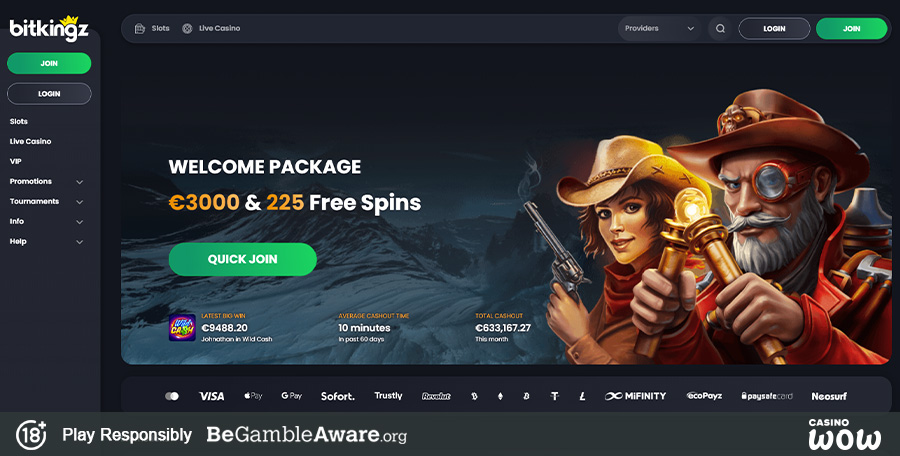 bitkingz
JOIN
LOGIN
Slots
Live Casino
VIP
Promotions
Tournaments
Info
Help
Slots
Live Casino
Providers
LOGIN
JOIN
WELCOME PACKAGE
€3000 & 225 Free Spins
QUICK JOIN
LATEST BIG WIN
€9488.20
Johnathan in Wild Cash
AVERAGE CASHOUT TIME
10 minutes
In past 60 days
TOTAL CASHOUT
€633,167.27
This month
WILD CASH
VISA
Pay
G Pay
Sofort.
Trustly
Revolut
MiFINITY
ecoPayz
paysafecard
Neosurf
18+
Play Responsibly
BeGambleAware.org
CASINO
WOW